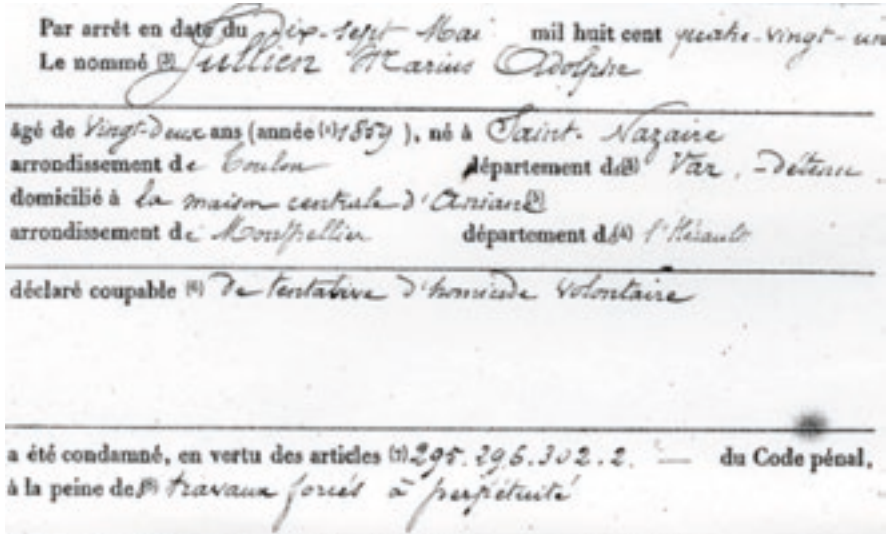 Par arrêt en date du dix-sept Mai mil huit cent quatre-vingt-un
Le nommé (3) Jullien Marius Adolphe
âgé de Vingt-Deux ans (année (4) 1859), né à Saint-Nazaire
arrondissement de Toulon département d (5) Var, - Détenu
domicilié à la maison centrale d'Aniane
arrondissement de Montpellier département d (4) l'Hérault
déclaré coupable (6) De tentative d'homicide volontaire
a été condamné, en vertu des articles (7) 295.296.302.2. — du Code pénal,
à la peine de (8) travaux forcés à perpétuité